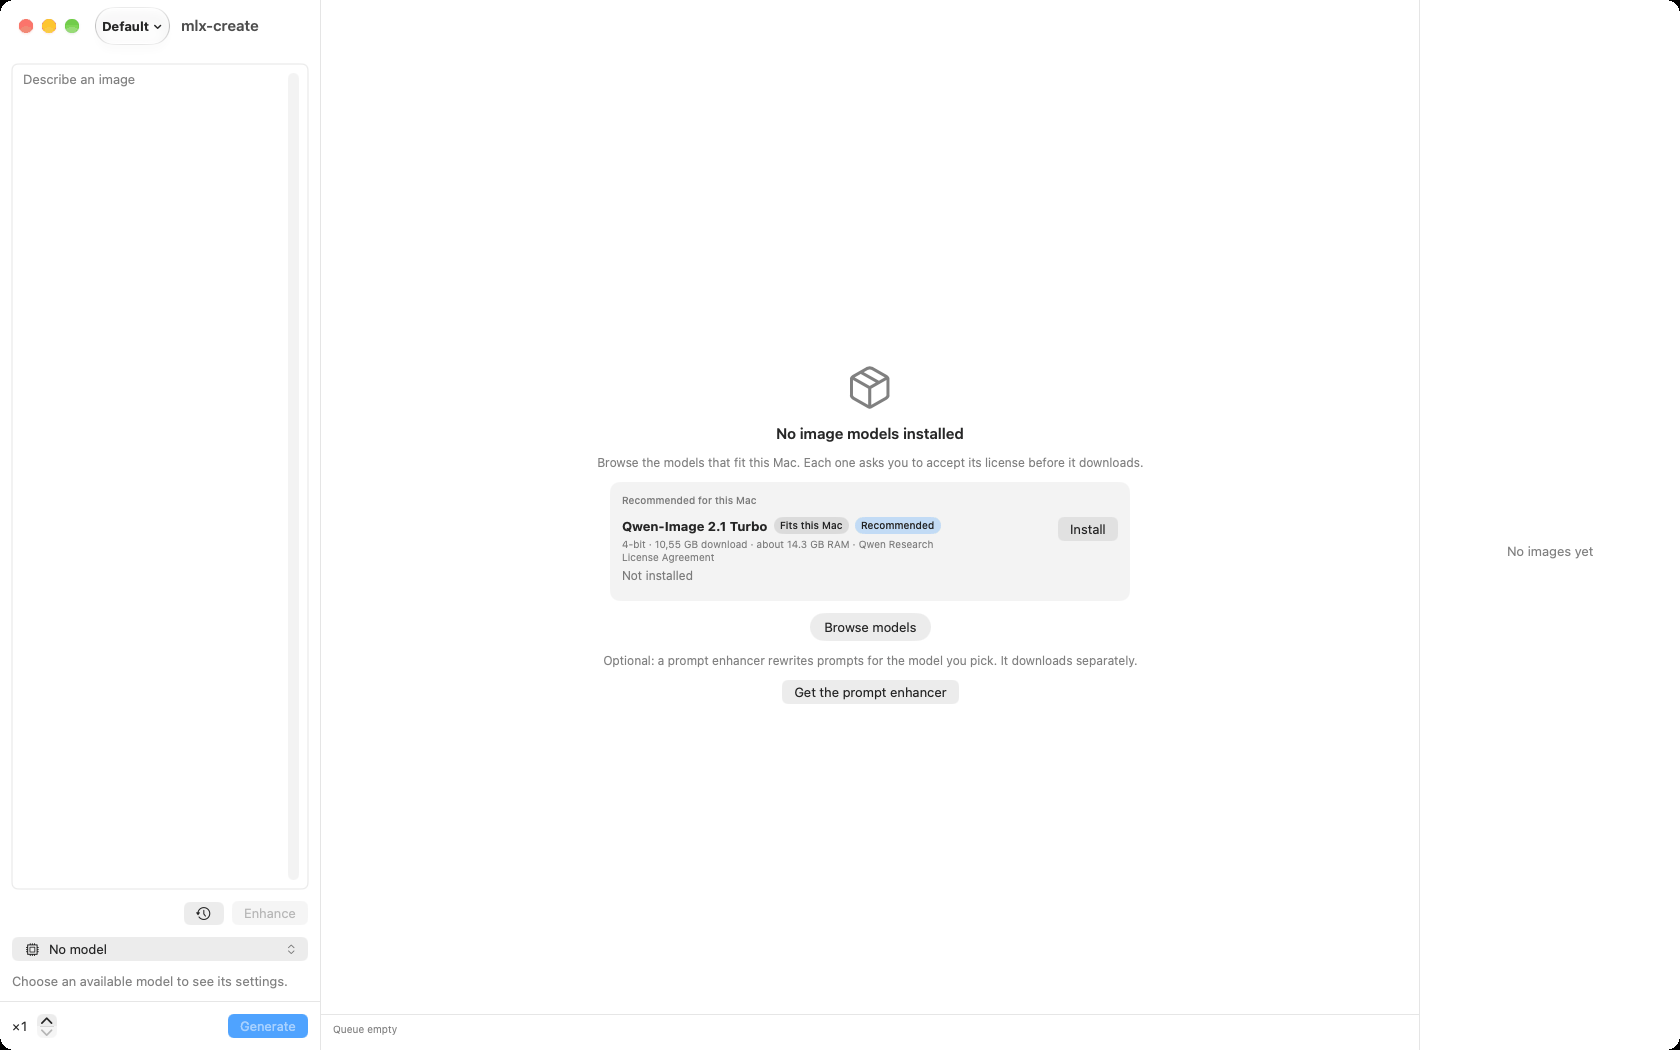 Default
mlx-create
Describe an image
Enhance
No model
Choose an available model to see its settings.
×1
Generate
No image models installed
Browse the models that fit this Mac. Each one asks you to accept its license before it downloads.
Recommended for this Mac
Qwen-Image 2.1 Turbo Fits this Mac Recommended
Install
4-bit · 10,55 GB download · about 14.3 GB RAM · Qwen Research
License Agreement
Not installed
Browse models
Optional: a prompt enhancer rewrites prompts for the model you pick. It downloads separately.
Get the prompt enhancer
Queue empty
No images yet